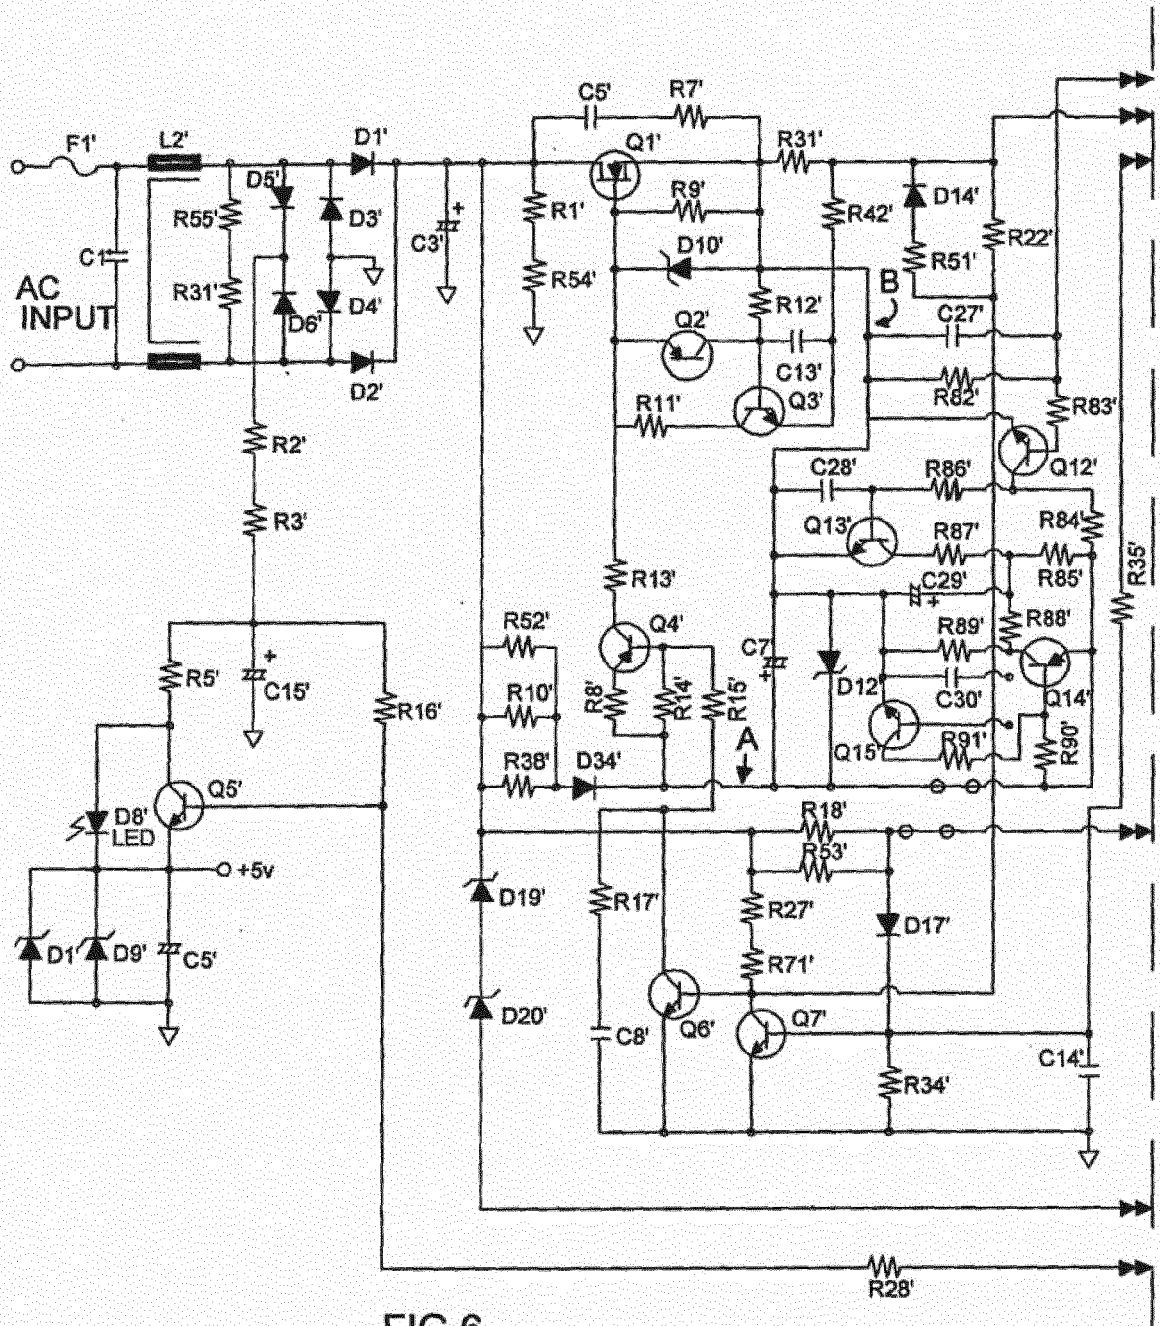 C5'
R7'
F1'
L2'
D1'
Q1'
R31'
D5'
R9'
D14'
R55'
D3'
R1'
R42'
R22'
C1'
C3'
D10'
R51'
R54'
B
AC
INPUT
R31'
D4'
R12'
D6'
Q2'
C27'
C13'
D2'
R11'
Q3'
R82'
R83'
R2'
Q12'
C28'
R86'
R3'
Q13'
R87'
R84'
R35'
R13'
C29'
R85'
R52'
Q4'
R88'
R89'
R5'
C15'
R10'
R8'
R14'
R15'
C7'
D12'
C30'
Q14'
R16'
A
Q15'
R91'
R90'
R38'
D34'
Q5'
D8'
LED
R18'
R53'
+5v
D19'
R17'
R27'
D17'
D1'
D9'
C5'
R71'
D20'
C8'
Q6'
Q7'
C14'
R34'
R28'
FIG.6